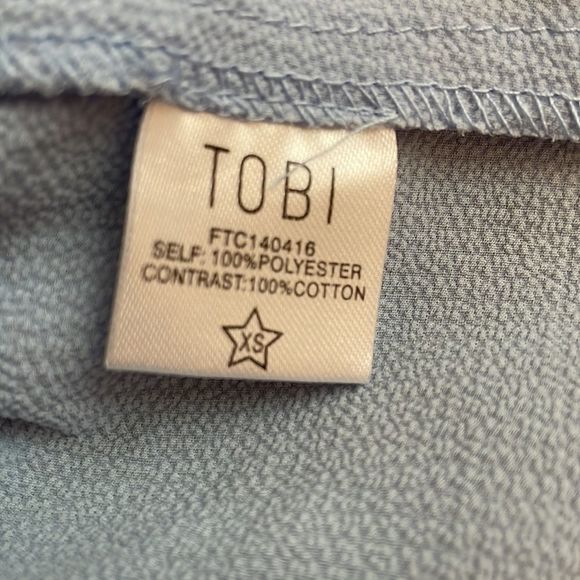 TOBI
FTC140416
SELF: 100%POLYESTER
CONTRAST:100%COTTON
XS